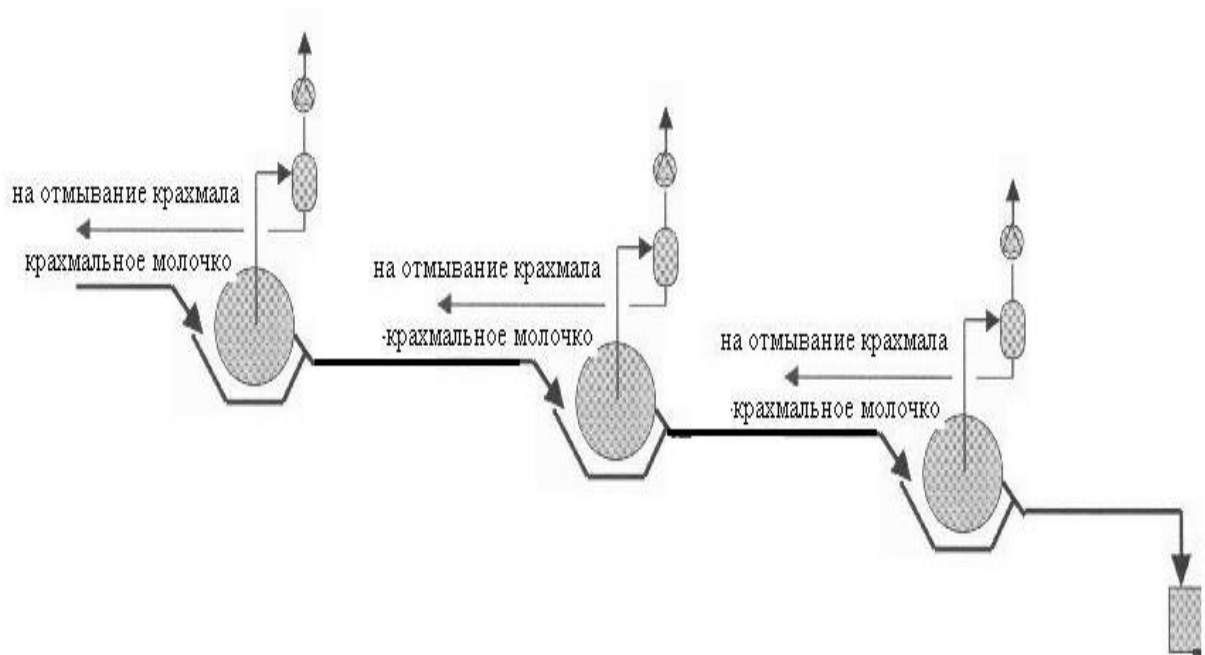 на отмывание крахмала
крахмальное молочко
на отмывание крахмала
-крахмальное молочко
на отмывание крахмала
-крахмальное молочко